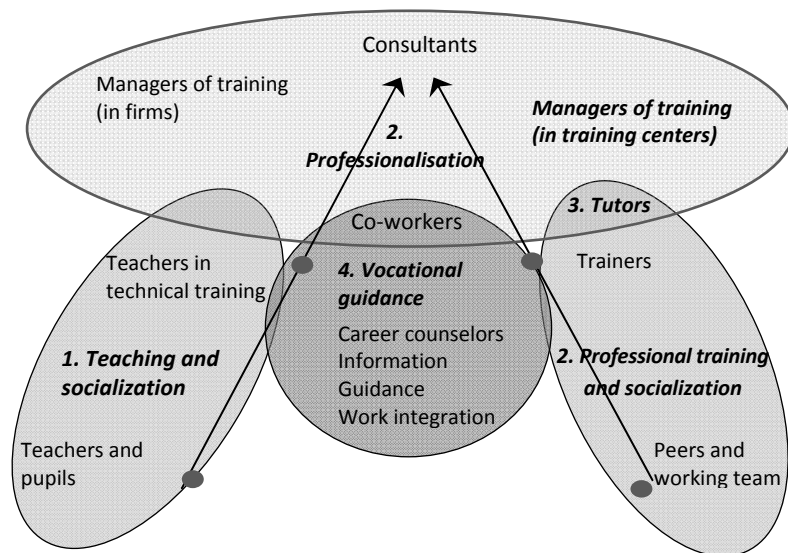 Consultants
Managers of training
(in firms)
Managers of training
(in training centers)
2.
Professionalisation
3. Tutors
Co-workers
Teachers in
technical training
4. Vocational
guidance
Trainers
Career counselors
Information
Guidance
Work integration
1. Teaching and
socialization
2. Professional training
and socialization
Teachers and
pupils
Peers and
working team